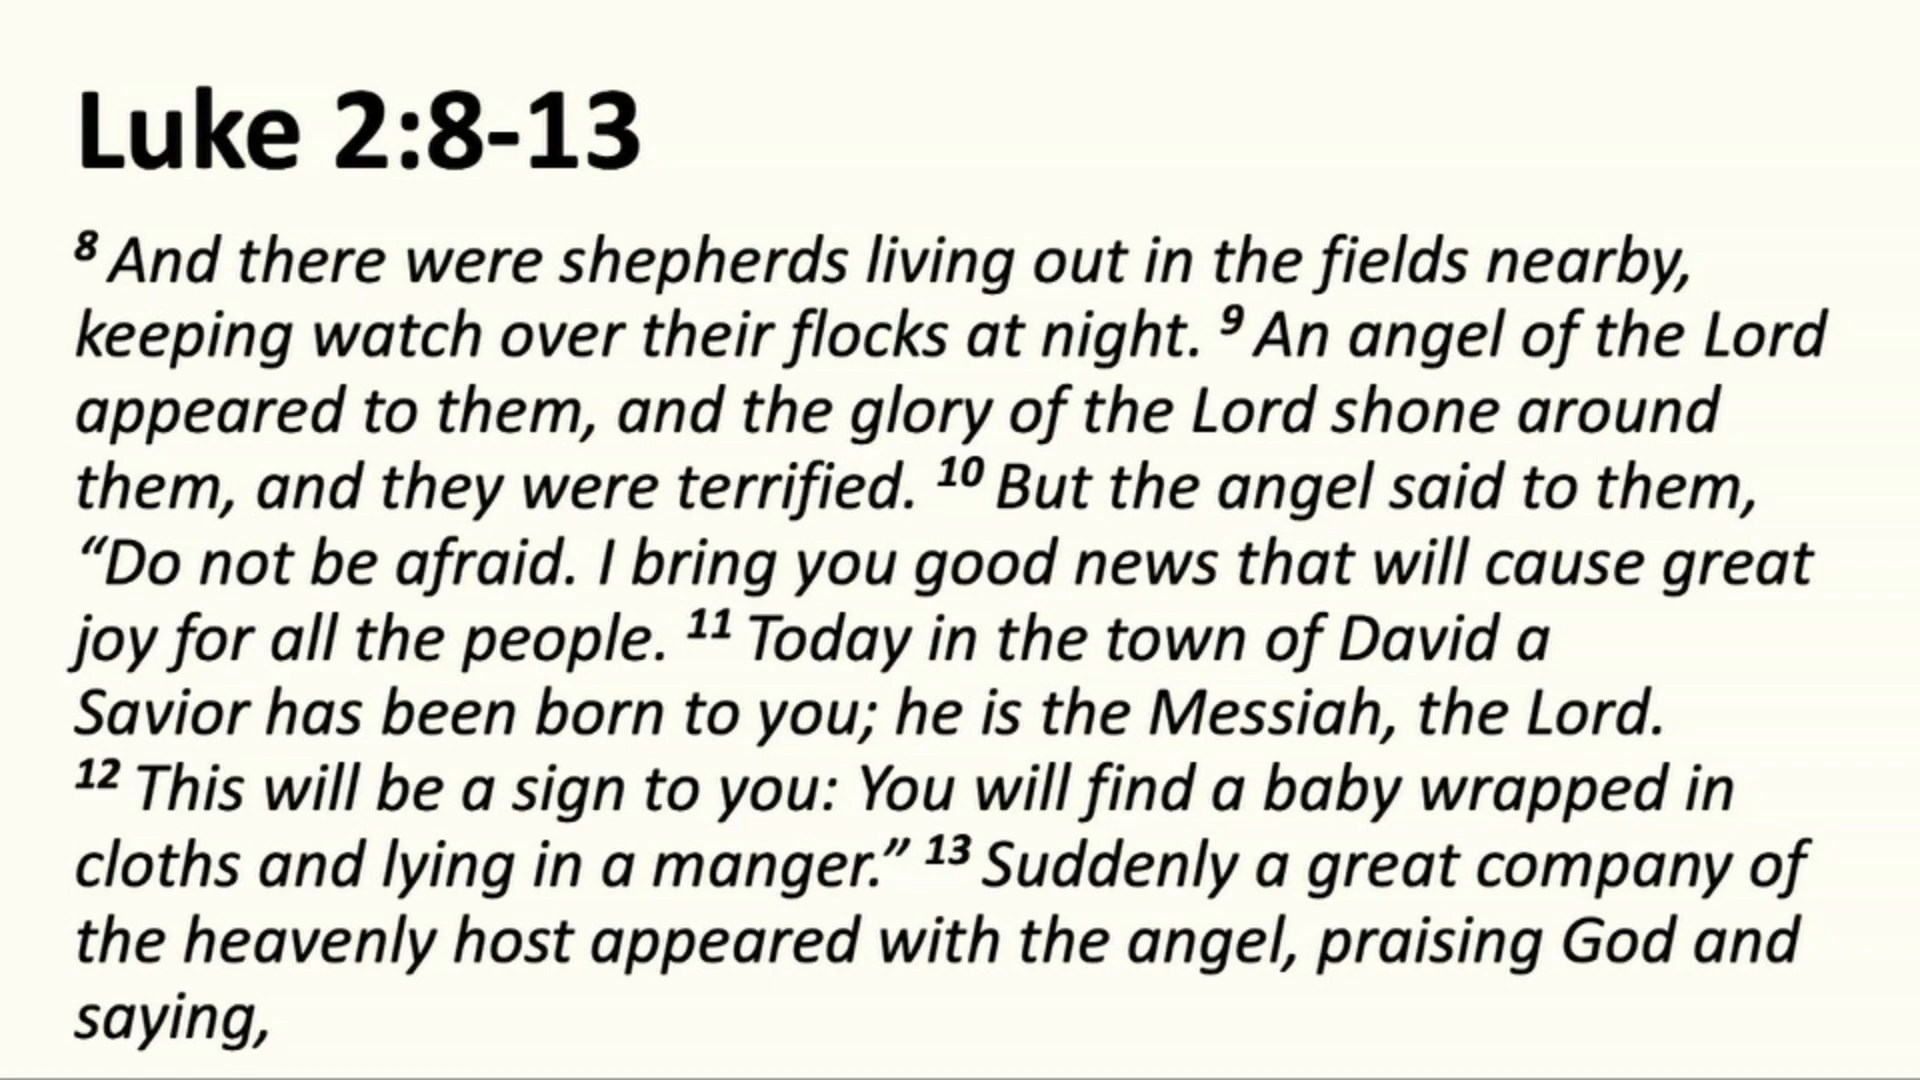 Luke 2:8-13
8 And there were shepherds living out in the fields nearby,
keeping watch over their flocks at night. 9 An angel of the Lord
appeared to them, and the glory of the Lord shone around
them, and they were terrified. 10 But the angel said to them,
“Do not be afraid. I bring you good news that will cause great
joy for all the people. 11 Today in the town of David a
Savior has been born to you; he is the Messiah, the Lord.
12 This will be a sign to you: You will find a baby wrapped in
cloths and lying in a manger.” 13 Suddenly a great company of
the heavenly host appeared with the angel, praising God and
saying,